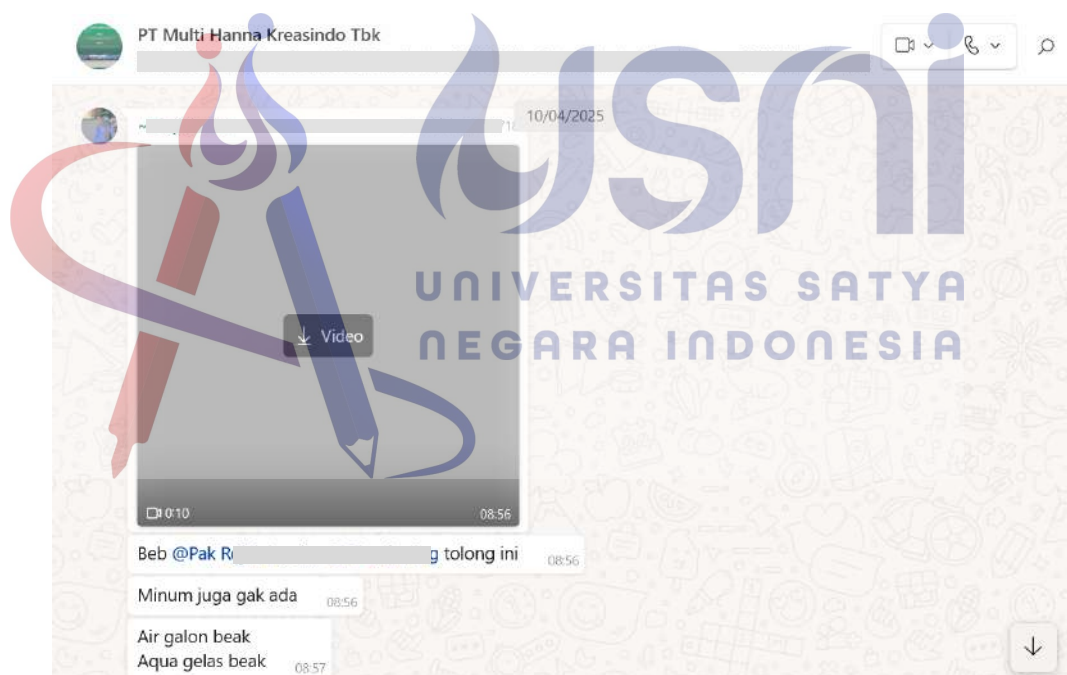 PT Multi Hanna Kreasindo Tbk
10/04/2025
usni
UNIVERSITAS SATYA
NEGARA INDONESIA
Video
0:10
08:56
Beb @Pak R g tolong ini 08:56
Minum juga gak ada 08:56
Air galon beak
Aqua gelas beak 08:57